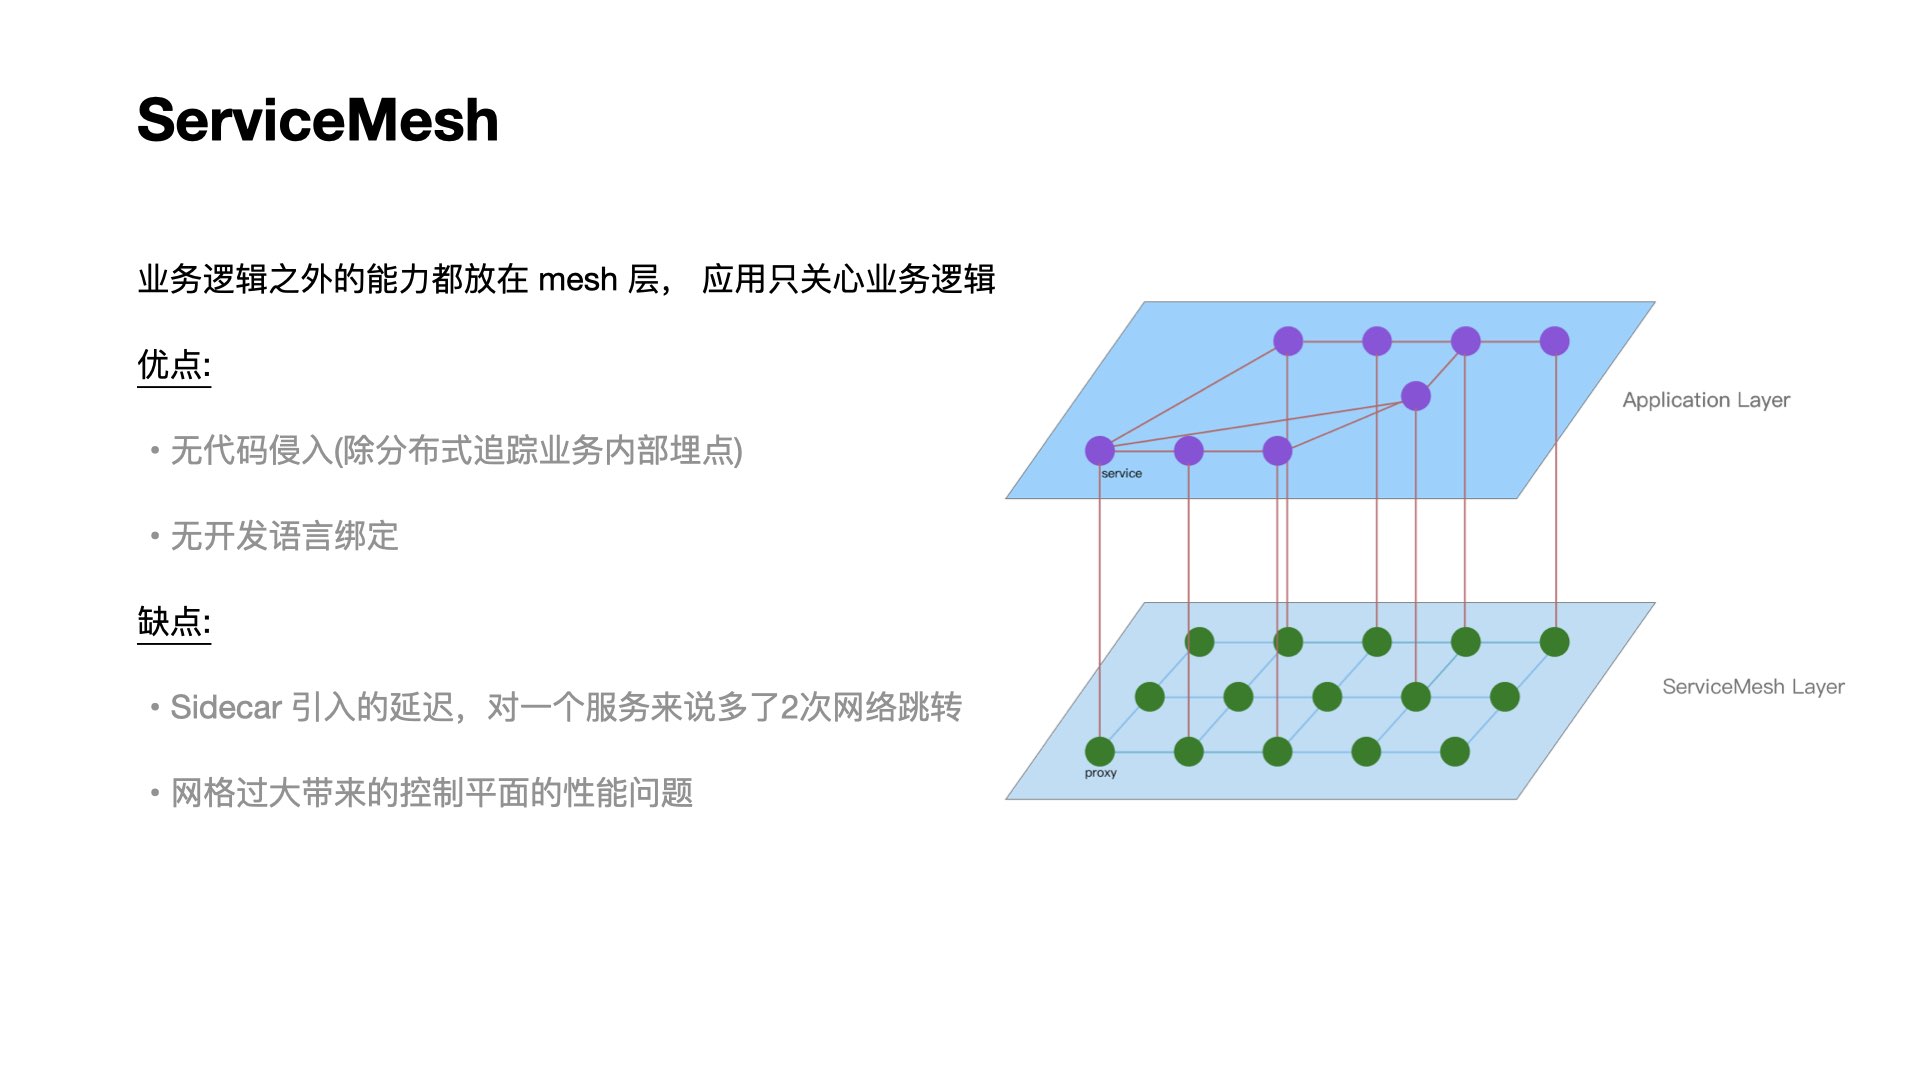 ServiceMesh
业务逻辑之外的能力都放在 mesh 层， 应用只关心业务逻辑
优点:
• 无代码侵入(除分布式追踪业务内部埋点)
• 无开发语言绑定
缺点:
• Sidecar 引入的延迟，对一个服务来说多了2次网络跳转
• 网格过大带来的控制平面的性能问题
Application Layer
service
ServiceMesh Layer
proxy